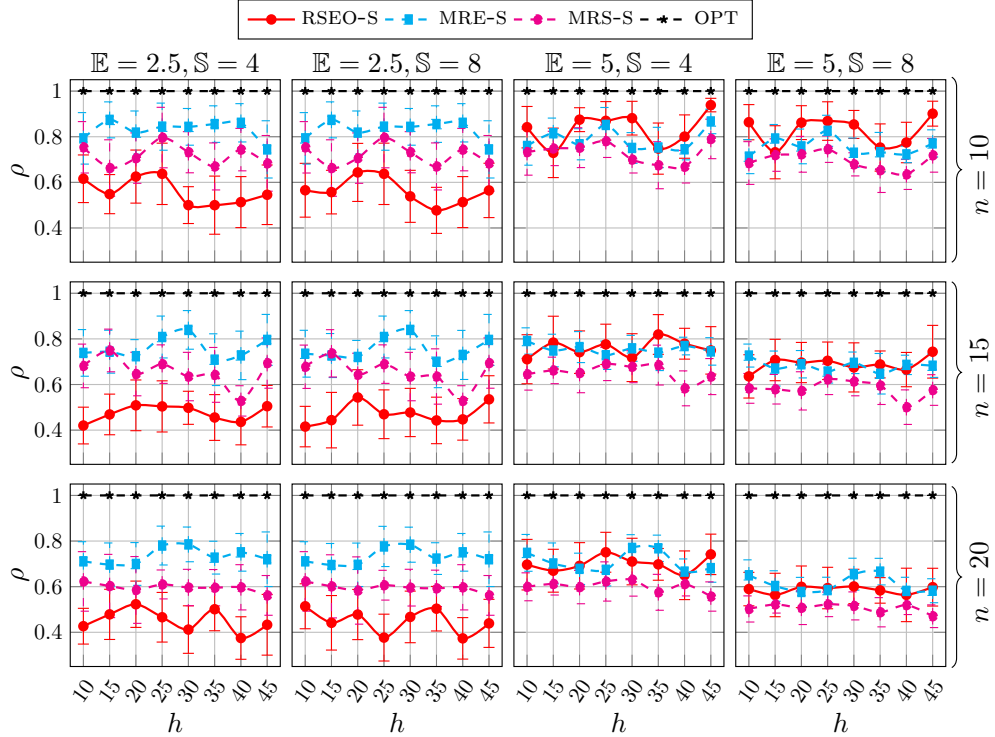 RSEO-S MRE-S MRS-S OPT
𝔼 = 2.5, 𝕊 = 4 𝔼 = 2.5, 𝕊 = 8 𝔼 = 5, 𝕊 = 4 𝔼 = 5, 𝕊 = 8
1
0.8
0.6
0.4
ρ
n = 10
1
0.8
0.6
0.4
ρ
n = 15
1
0.8
0.6
0.4
ρ
n = 20
10 15 20 25 30 35 40 45 10 15 20 25 30 35 40 45 10 15 20 25 30 35 40 45 10 15 20 25 30 35 40 45
h h h h